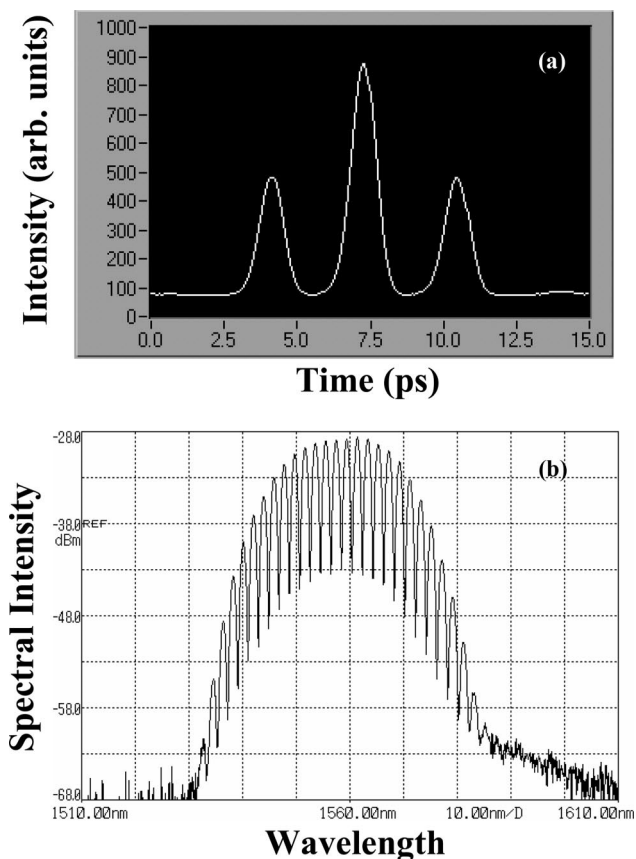 Intensity (arb. units)
1000
900
800
700
600
500
400
300
200
100
0
(a)
0.0 2.5 5.0 7.5 10.0 12.5 15.0
Time (ps)
Spectral Intensity
-28.0
(b)
-38.0 REF
dBm
-48.0
-58.0
-68.0
1510.00nm 1560.00nm 10.00nm/D 1610.00nm
Wavelength